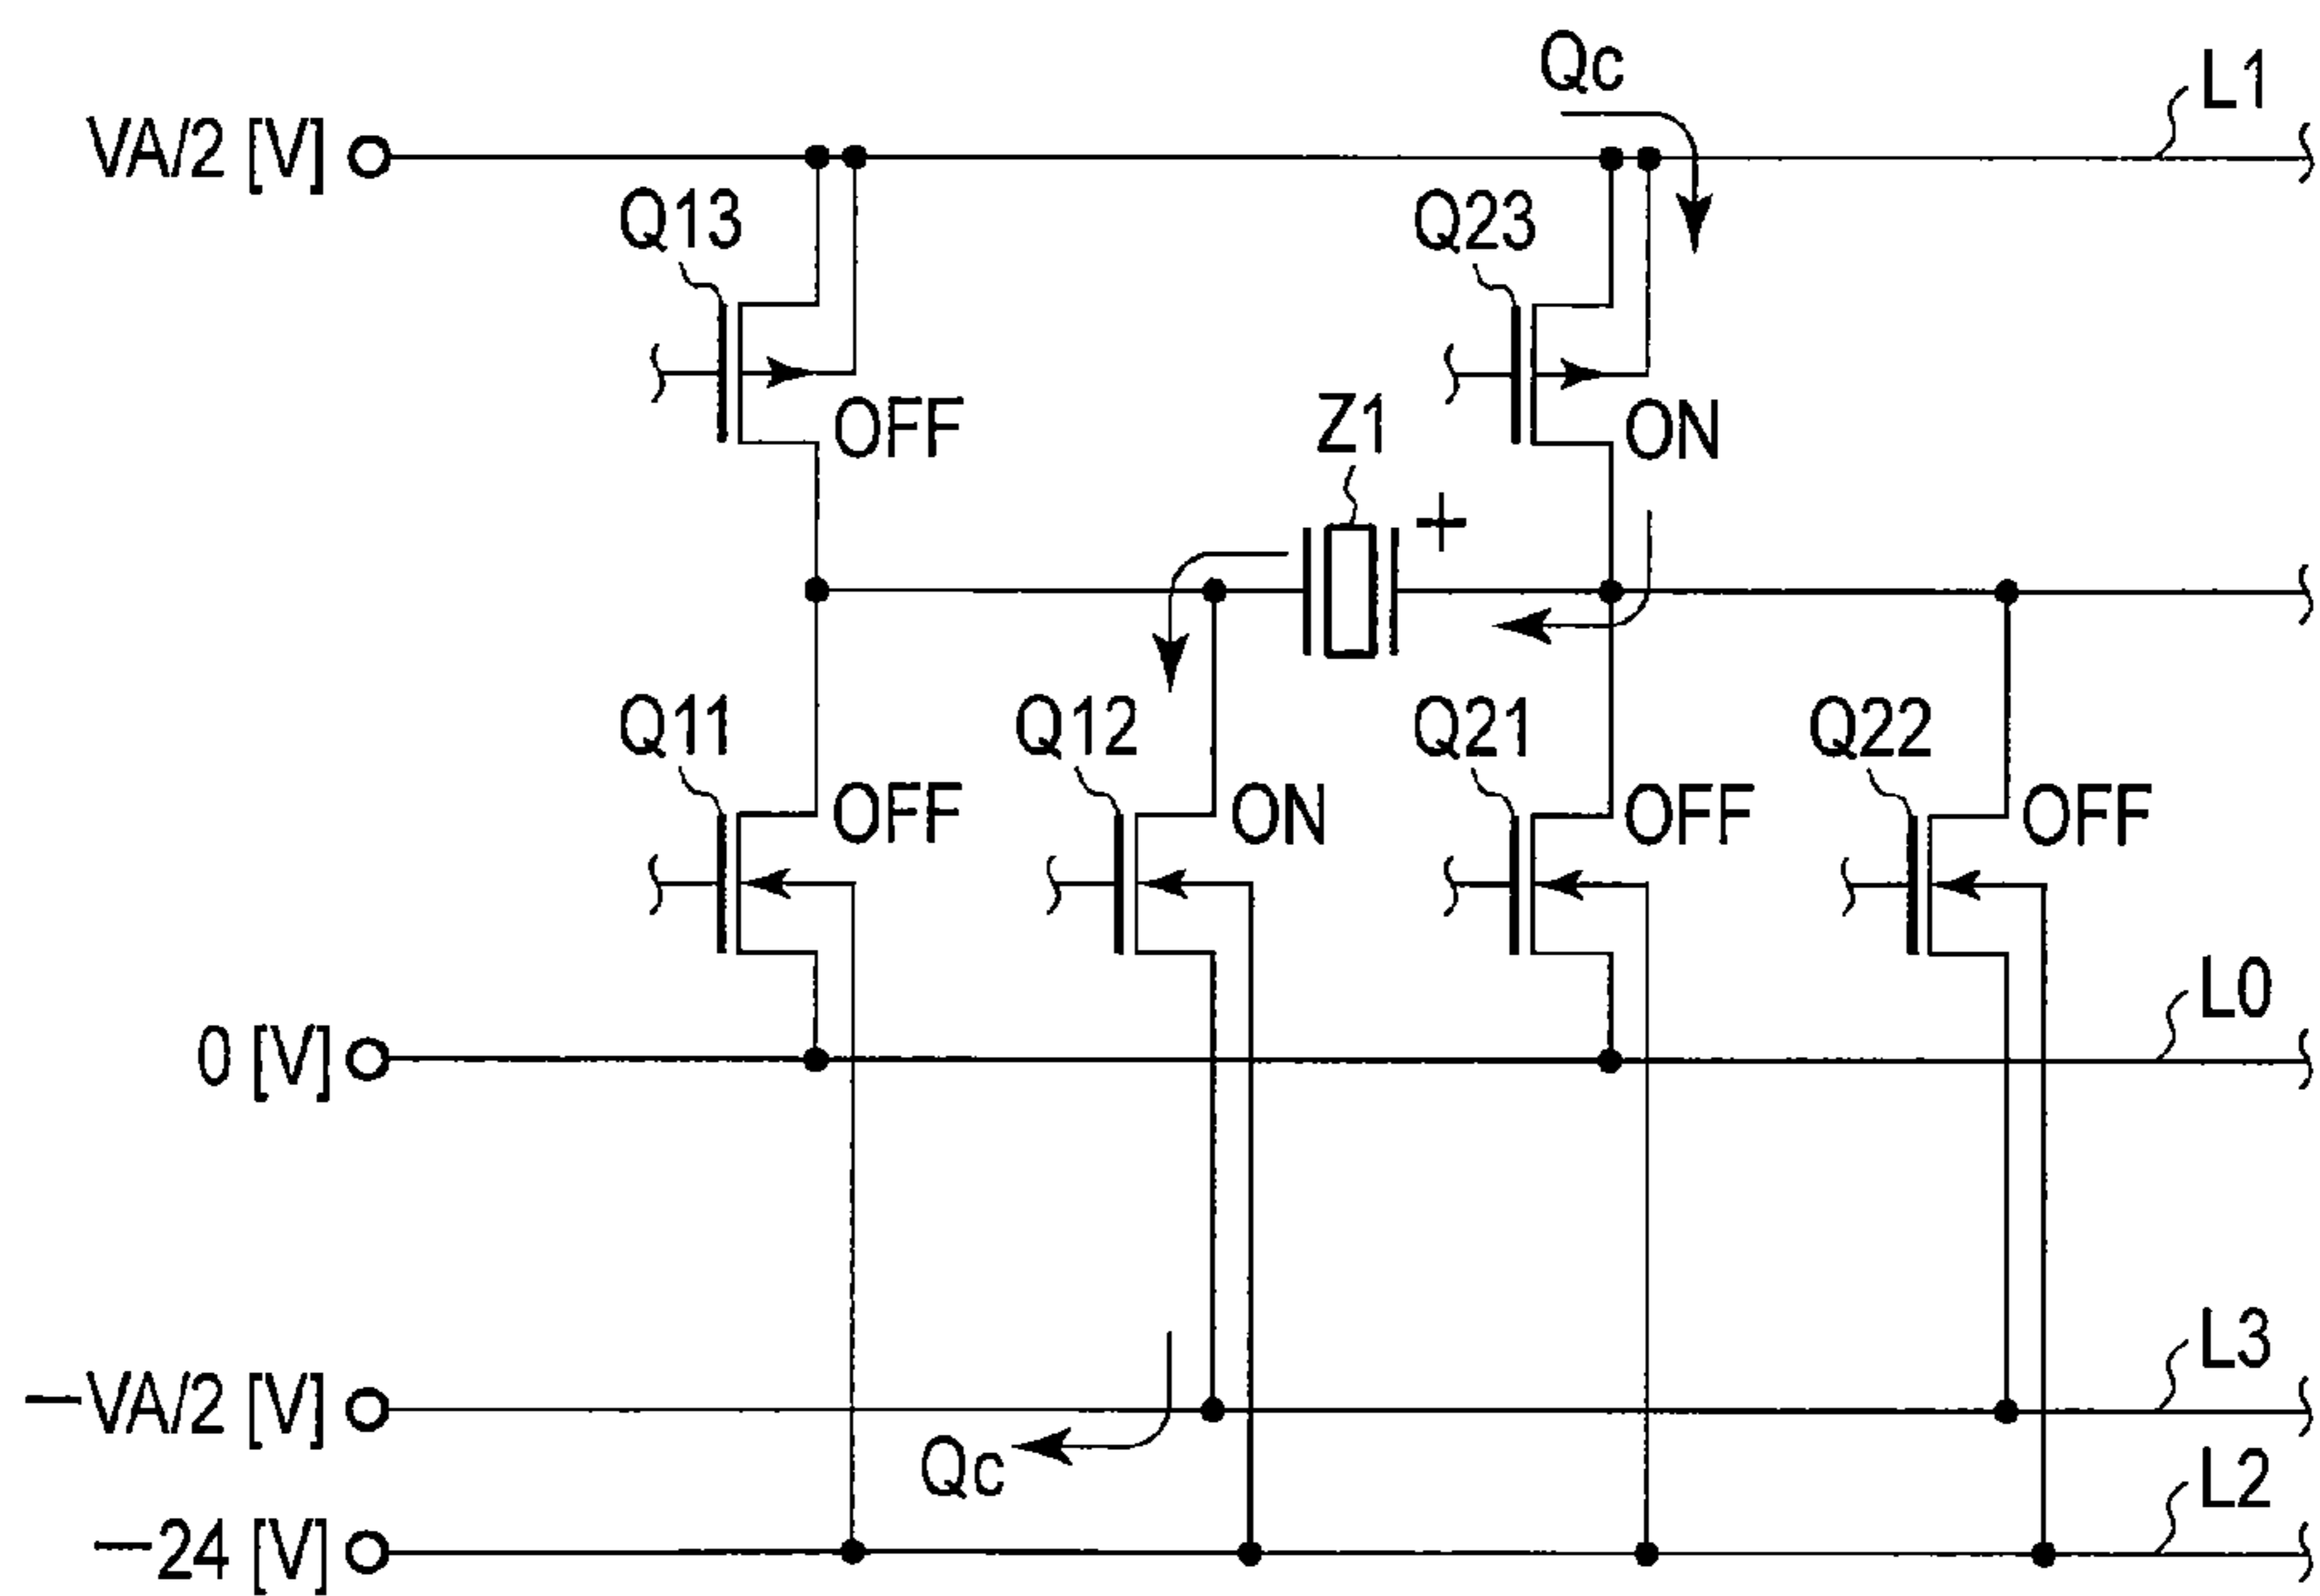 Qc
L1
VA/2 [V]
Q13
Q23
OFF
Z1
ON
+
Q11
Q12
Q21
Q22
OFF
ON
OFF
OFF
L0
0 [V]
L3
−VA/2 [V]
Qc
L2
−24 [V]